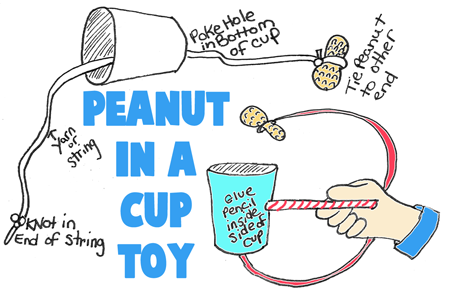 Poke Hole
in Bottom
of cup
Tie Peanut
to other
end
Yarn or
String
KNot in
End of String
PEANUT
IN A
CUP
TOY
Glue
Pencil
inside
Side of
Cup